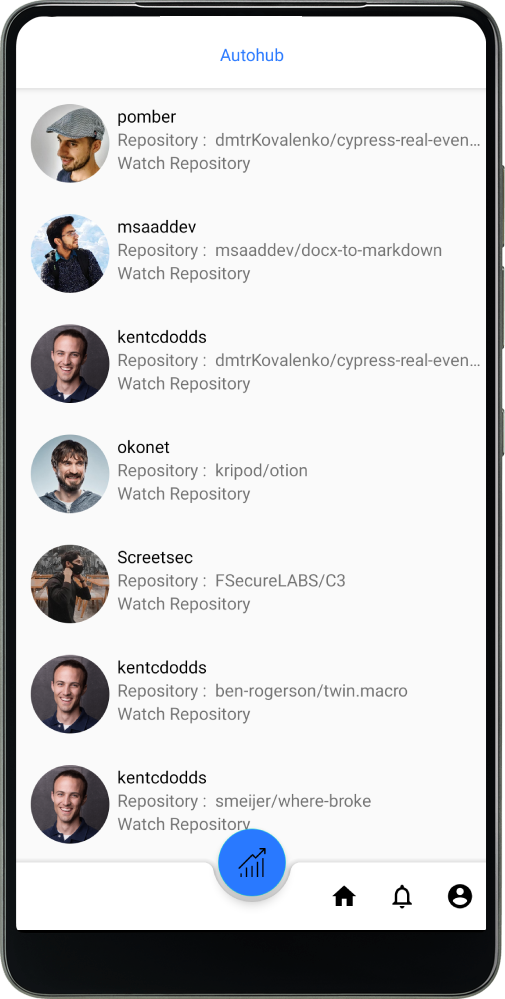 Autohub
pomber
Repository : dmtrKovalenko/cypress-real-even...
Watch Repository
msaaddev
Repository : msaaddev/docx-to-markdown
Watch Repository
kentcdodds
Repository : dmtrKovalenko/cypress-real-even...
Watch Repository
okonet
Repository : kripod/otion
Watch Repository
Screetsec
Repository : FSecureLABS/C3
Watch Repository
kentcdodds
Repository : ben-rogerson/twin.macro
Watch Repository
kentcdodds
Repository : smeijer/where-broke
Watch Repository